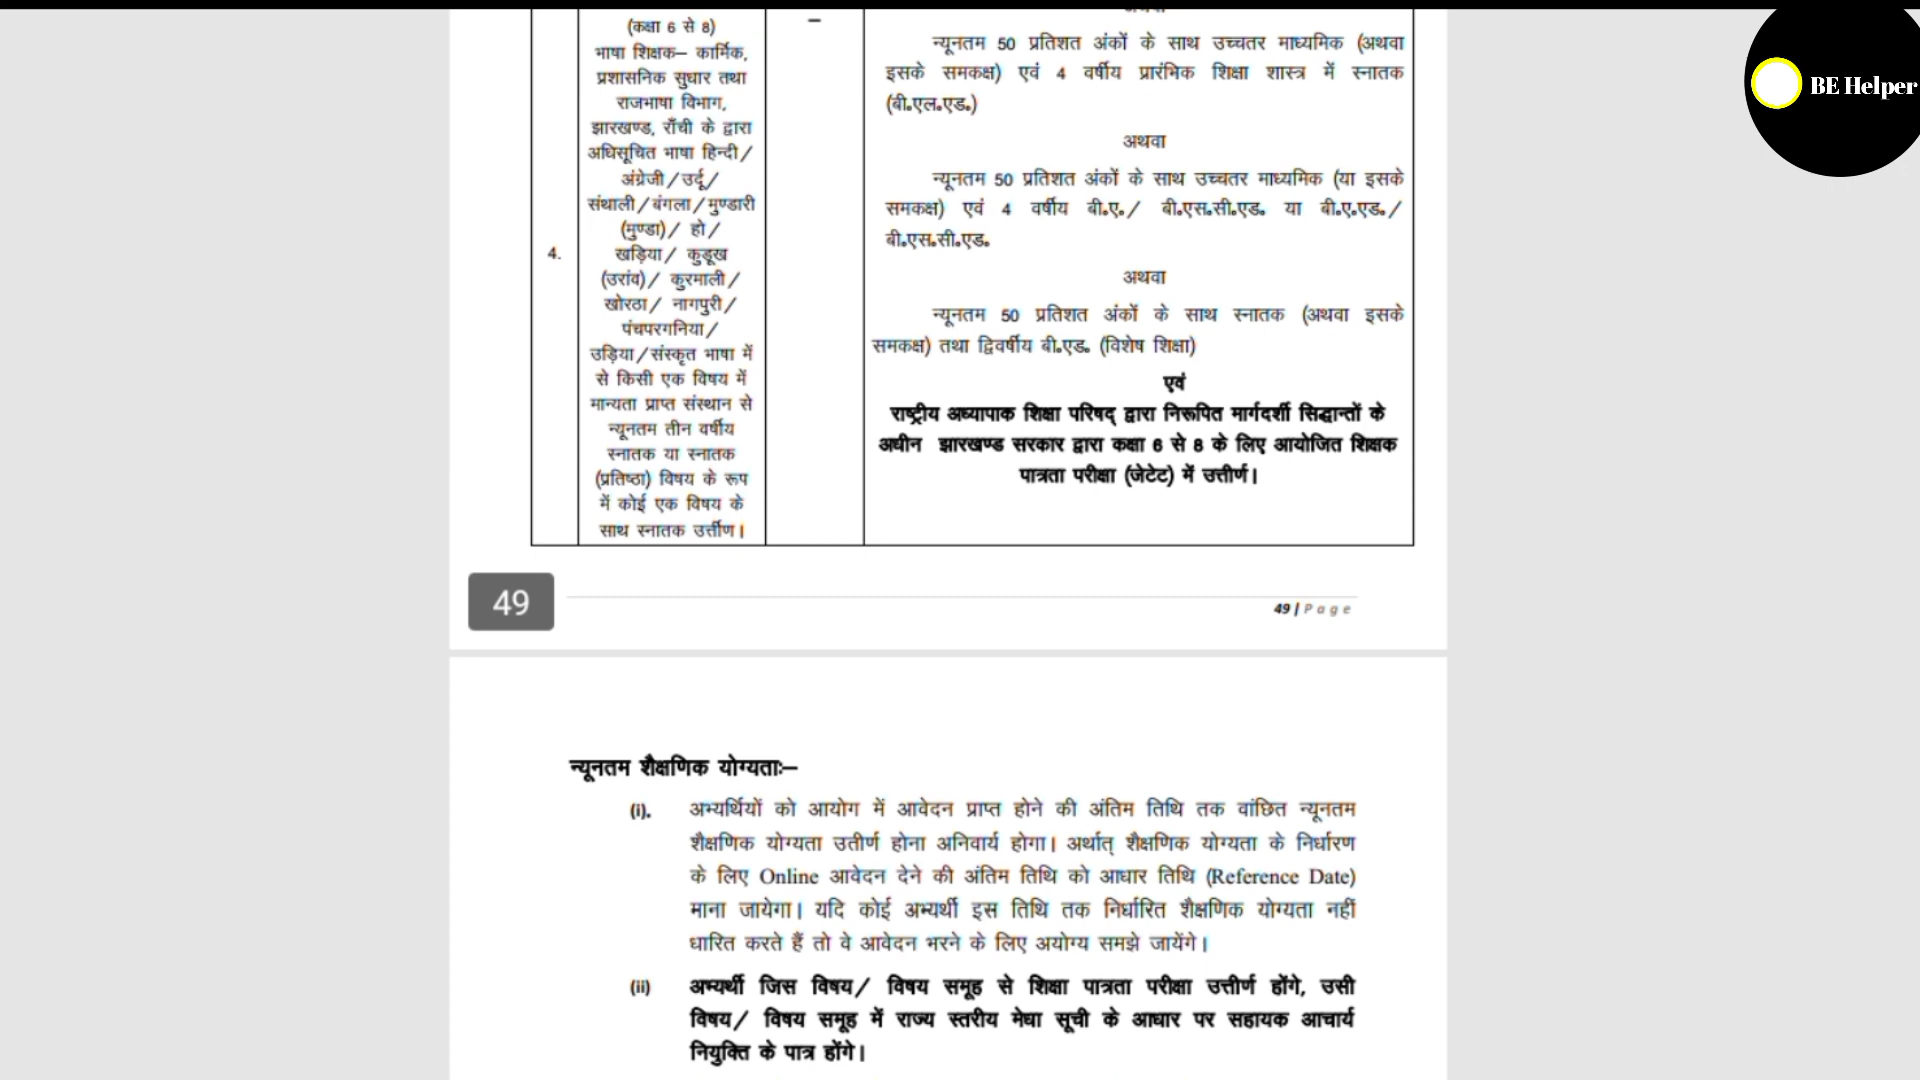 (कक्षा 6 से 8)
भाषा शिक्षक– कार्मिक,
प्रशासनिक सुधार तथा
राजभाषा विभाग,
झारखण्ड, राँची के द्वारा
अधिसूचित भाषा हिन्दी/
अंग्रेजी/उर्दू/
संथाली/बंगला/मुण्डारी
(मुण्डा)/ हो/
4.
खड़िया/ कुडूख
(उरांव)/ कुरमाली/
खोरठा/ नागपुरी/
पंचपरगनिया/
उड़िया/संस्कृत भाषा में
से किसी एक विषय में
मान्यता प्राप्त संस्थान से
न्यूनतम तीन वर्षीय
स्नातक या स्नातक
(प्रतिष्ठा) विषय के रूप
में कोई एक विषय के
साथ स्नातक उर्त्तीण।
–
न्यूनतम 50 प्रतिशत अंकों के साथ उच्चतर माध्यमिक (अथवा
इसके समकक्ष) एवं 4 वर्षीय प्रारंभिक शिक्षा शास्त्र में स्नातक
(बी.एल.एड.)
अथवा
न्यूनतम 50 प्रतिशत अंकों के साथ उच्चतर माध्यमिक (या इसके
समकक्ष) एवं 4 वर्षीय बी.ए./ बी.एस.सी.एड. या बी.ए.एड./
बी.एस.सी.एड.
अथवा
न्यूनतम 50 प्रतिशत अंकों के साथ स्नातक (अथवा इसके
समकक्ष) तथा द्विवर्षीय बी.एड. (विशेष शिक्षा)
एवं
राष्ट्रीय अध्यापाक शिक्षा परिषद् द्वारा निरूपित मार्गदर्शी सिद्धान्तों के
अधीन झारखण्ड सरकार द्वारा कक्षा 6 से 8 के लिए आयोजित शिक्षक
पात्रता परीक्षा (जेटेट) में उत्तीर्ण।
BE Helper
49
49 | Page
न्यूनतम शैक्षणिक योग्यताः–
(i). अभ्यर्थियों को आयोग में आवेदन प्राप्त होने की अंतिम तिथि तक वांछित न्यूनतम
शैक्षणिक योग्यता उतीर्ण होना अनिवार्य होगा। अर्थात् शैक्षणिक योग्यता के निर्धारण
के लिए Online आवेदन देने की अंतिम तिथि को आधार तिथि (Reference Date)
माना जायेगा। यदि कोई अभ्यर्थी इस तिथि तक निर्धारित शैक्षणिक योग्यता नहीं
धारित करते हैं तो वे आवेदन भरने के लिए अयोग्य समझे जायेंगे।
(ii) अभ्यर्थी जिस विषय/ विषय समूह से शिक्षा पात्रता परीक्षा उत्तीर्ण होंगे, उसी
विषय/ विषय समूह में राज्य स्तरीय मेघा सूची के आधार पर सहायक आचार्य
नियुक्ति के पात्र होंगे।